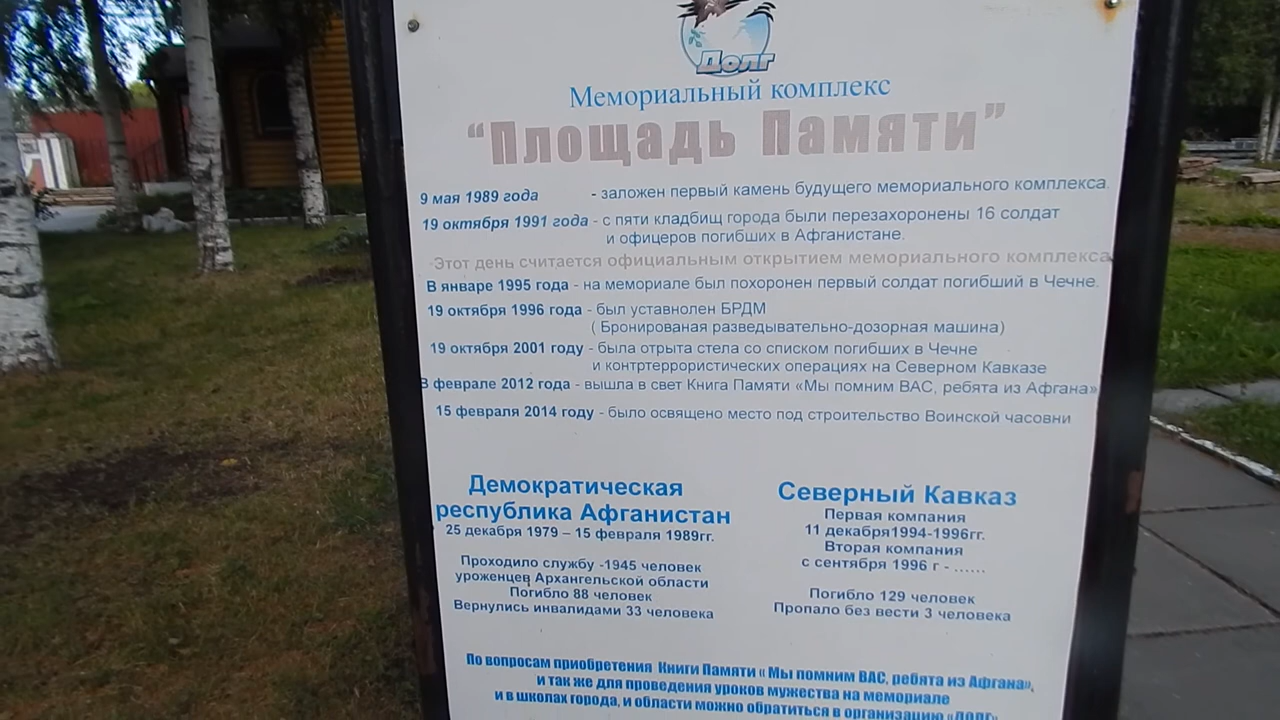 Долг
Мемориальный комплекс
“Площадь Памяти”
9 мая 1989 года - заложен первый камень будущего мемориального комплекса.
19 октября 1991 года - с пяти кладбищ города были перезахоронены 16 солдат
и офицеров погибших в Афганистане.
Этот день считается официальным открытием мемориального комплекса
В январе 1995 года - на мемориале был похоронен первый солдат погибший в Чечне.
19 октября 1996 года - был уставнолен БРДМ
( Бронированая разведывательно-дозорная машина)
19 октября 2001 году - была отрыта стела со списком погибших в Чечне
и контртеррористических операциях на Северном Кавказе
В феврале 2012 года - вышла в свет Книга Памяти «Мы помним ВАС, ребята из Афгана»
15 февраля 2014 году - было освящено место под строительство Воинской часовни
Демократическая
республика Афганистан
25 декабря 1979 – 15 февраля 1989гг.
Проходило службу -1945 человек
уроженцев Архангельской области
Погибло 88 человек
Вернулись инвалидами 33 человека
Северный Кавказ
Первая компания
11 декабря1994-1996гг.
Вторая компания
с сентября 1996 г - ......
Погибло 129 человек
Пропало без вести 3 человека
По вопросам приобретения Книги Памяти « Мы помним ВАС, ребята из Афгана»,
и так же для проведения уроков мужества на мемориале
и в школах города, и области можно обратиться в организацию «ДОЛГ»